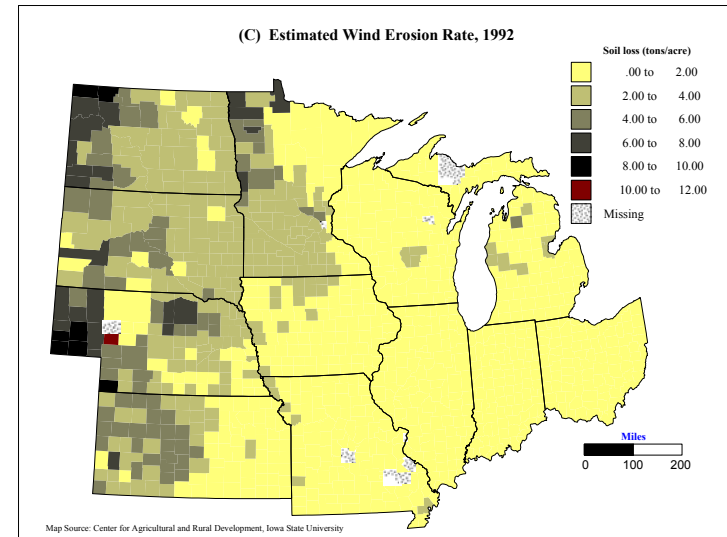 (C) Estimated Wind Erosion Rate, 1992
Soil loss (tons/acre)
.00 to 2.00
2.00 to 4.00
4.00 to 6.00
6.00 to 8.00
8.00 to 10.00
10.00 to 12.00
Missing
Miles
0 100 200
Map Source: Center for Agricultural and Rural Development, Iowa State University